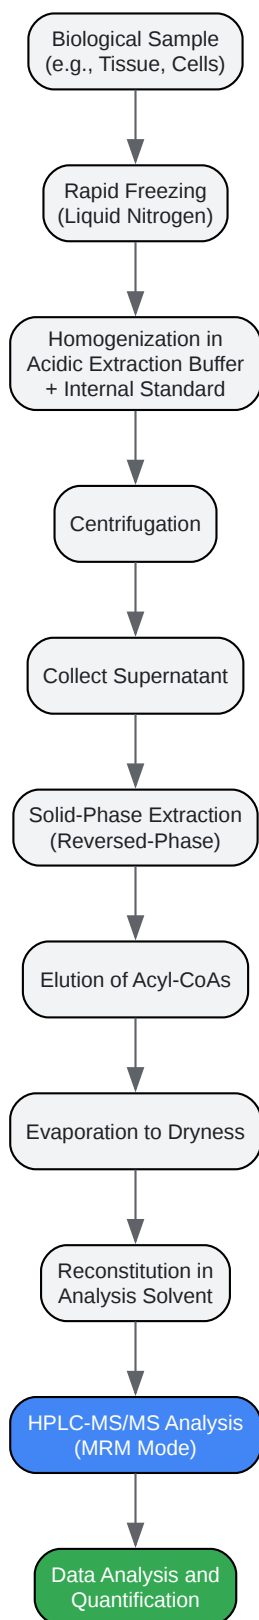 Biological Sample
(e.g., Tissue, Cells)
Rapid Freezing
(Liquid Nitrogen)
Homogenization in
Acidic Extraction Buffer
+ Internal Standard
Centrifugation
Collect Supernatant
Solid-Phase Extraction
(Reversed-Phase)
Elution of Acyl-CoAs
Evaporation to Dryness
Reconstitution in
Analysis Solvent
HPLC-MS/MS Analysis
(MRM Mode)
Data Analysis and
Quantification